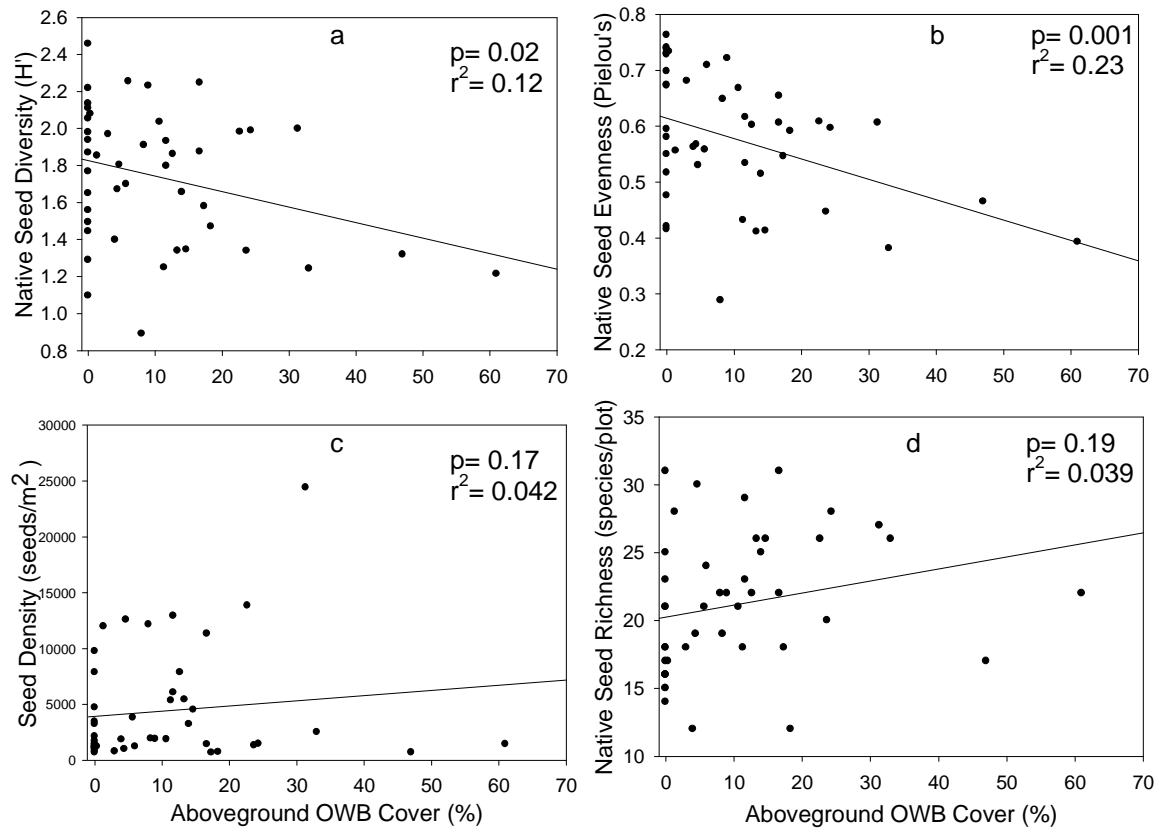 a
p= 0.02
r²= 0.12
Native Seed Diversity (H')
2.6
2.4
2.2
2.0
1.8
1.6
1.4
1.2
1.0
0.8
0 10 20 30 40 50 60 70
b
p= 0.001
r²= 0.23
Native Seed Evenness (Pielou's
0.8
0.7
0.6
0.5
0.4
0.3
0.2
0 10 20 30 40 50 60 70
c
p= 0.17
r²= 0.042
Seed Density (seeds/m²)
30000
25000
20000
15000
10000
5000
0
0 10 20 30 40 50 60 70
Aboveground OWB Cover (%)
d
p= 0.19
r²= 0.039
Native Seed Richness (species/plot)
35
30
25
20
15
10
0 10 20 30 40 50 60 70
Aboveground OWB Cover (%)